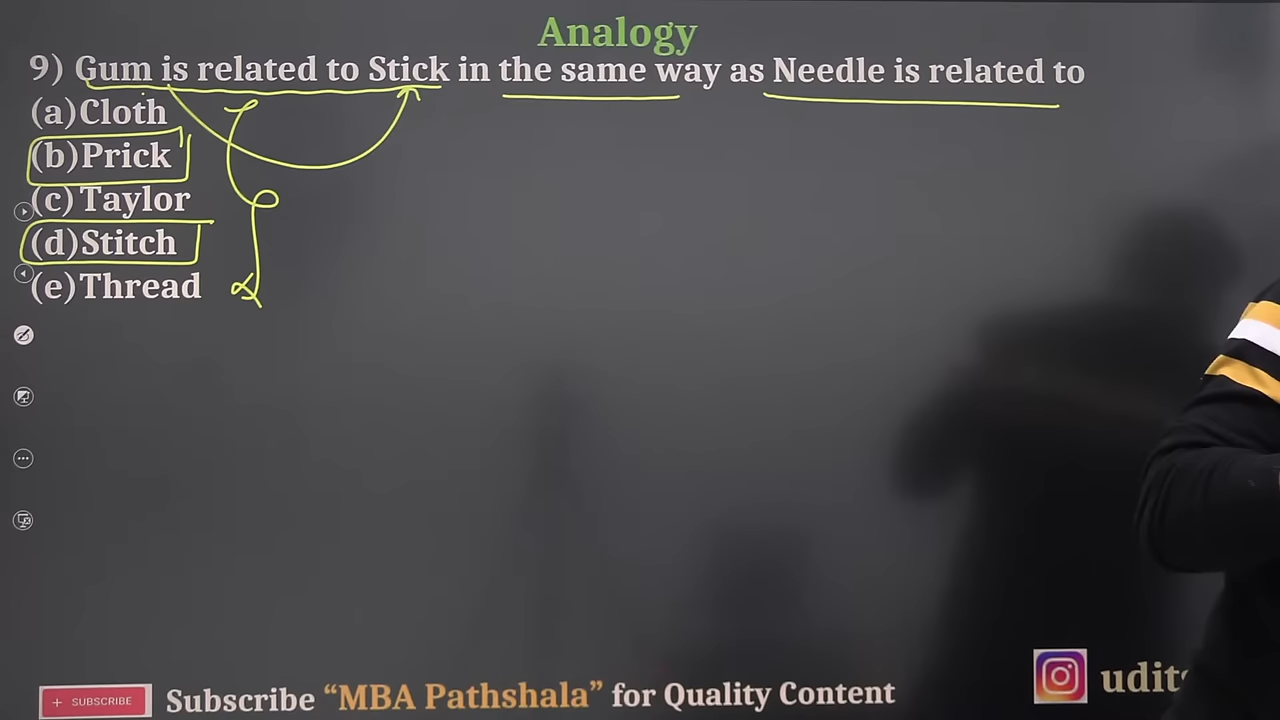 Analogy
9) Gum is related to Stick in the same way as Needle is related to
(a)Cloth
(b)Prick
(c) Taylor
(d)Stitch
(e)Thread
+ SUBSCRIBE
Subscribe “MBA Pathshala” for Quality Content